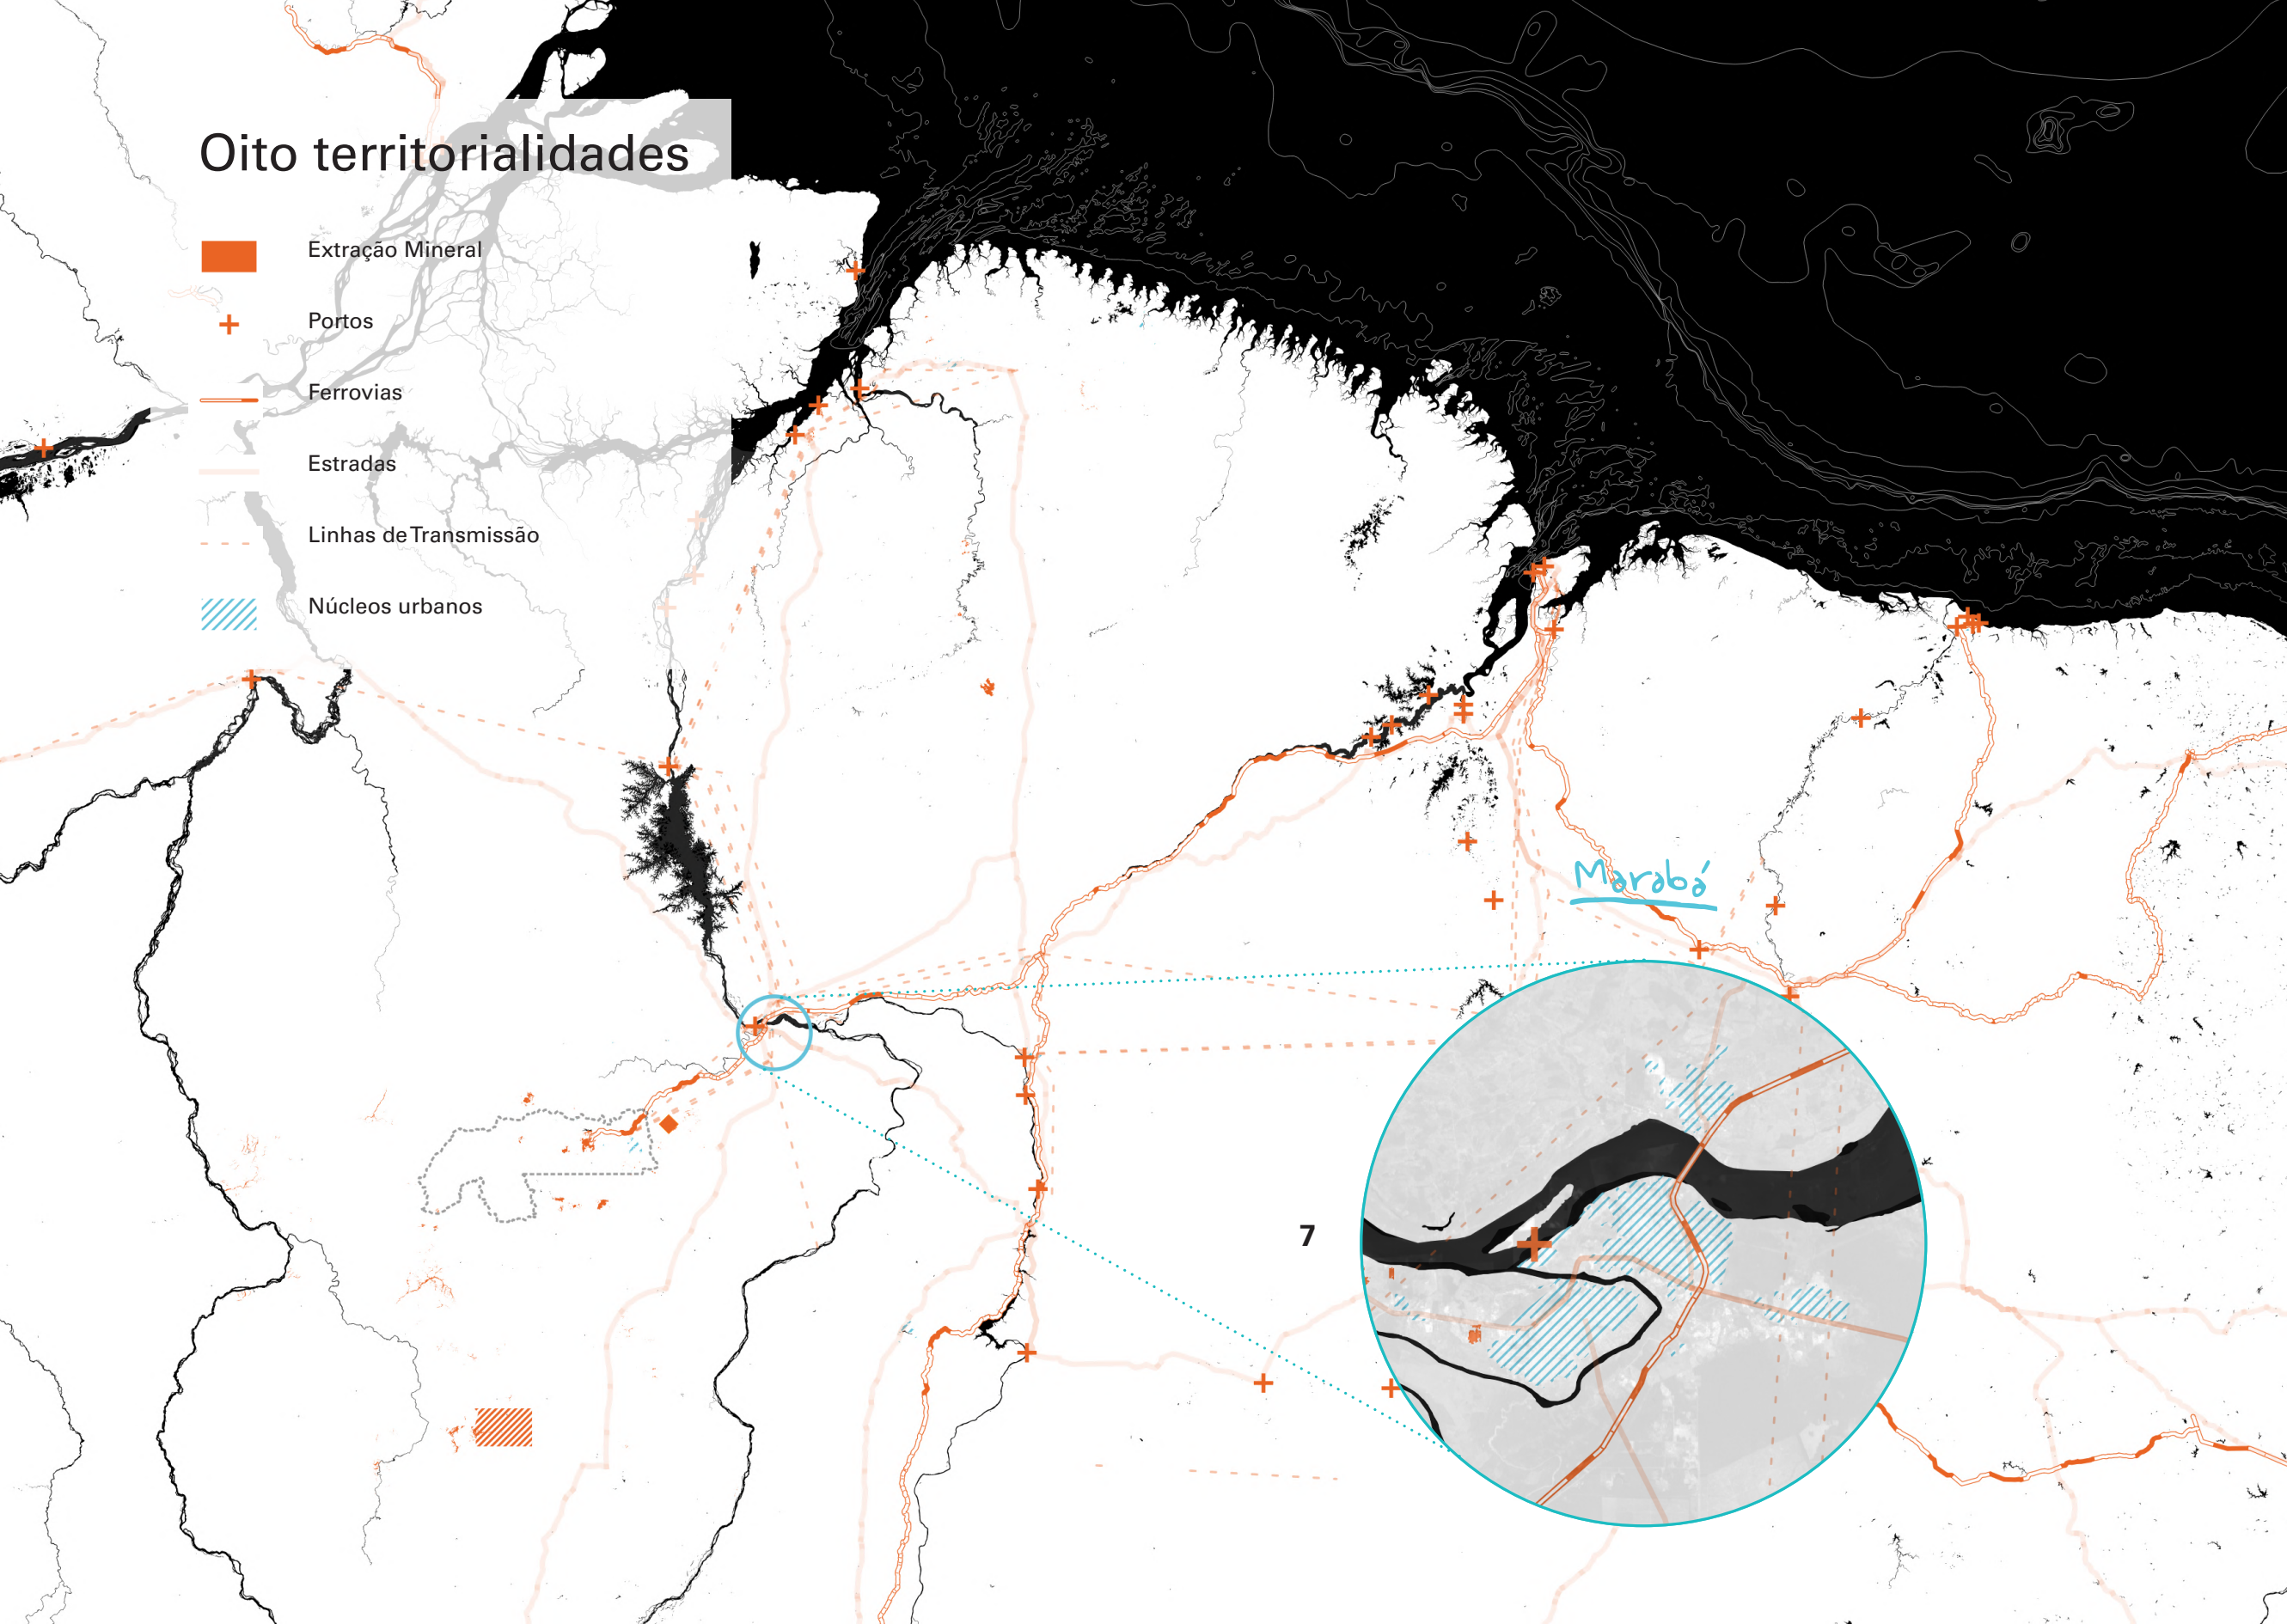 Oito territorialidades
Extração Mineral
Portos
Ferrovias
Estradas
Linhas de Transmissão
Núcleos urbanos
Marabá
7